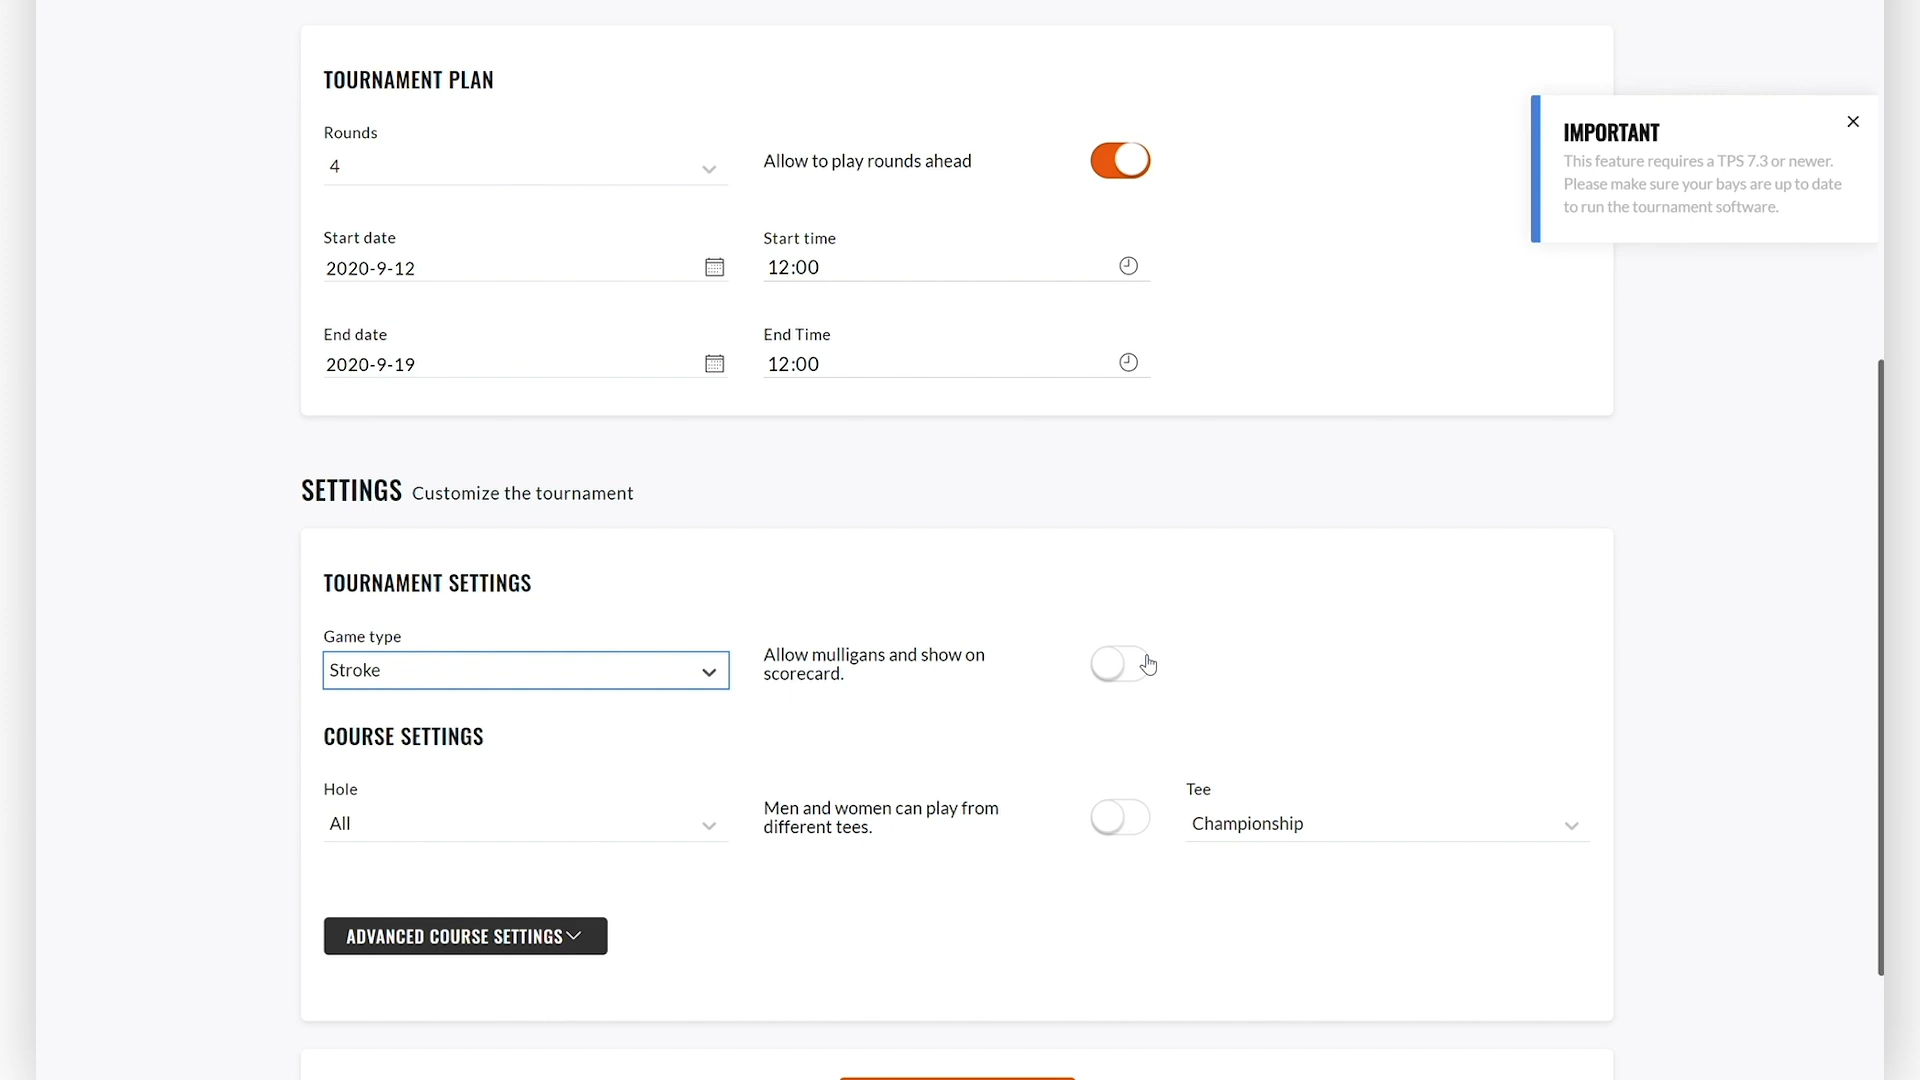 TOURNAMENT PLAN
Rounds
4
Allow to play rounds ahead
IMPORTANT
This feature requires a TPS 7.3 or newer.
Please make sure your bays are up to date
to run the tournament software.
Start date
2020-9-12
Start time
12:00
End date
2020-9-19
End Time
12:00
SETTINGS Customize the tournament
TOURNAMENT SETTINGS
Game type
Stroke
Allow mulligans and show on
scorecard.
COURSE SETTINGS
Hole
All
Men and women can play from
different tees.
Tee
Championship
ADVANCED COURSE SETTINGS